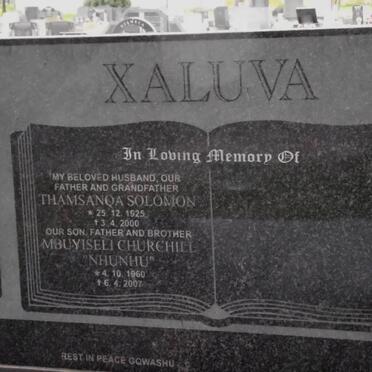 XALUVA
In Loving Memory Of
MY BELOVED HUSBAND, OUR
FATHER AND GRANDFATHER
THAMSANQA SOLOMON
* 25. 12. 1925
† 3. 4. 2000
OUR SON, FATHER AND BROTHER
MBUYISELI CHURCHILL
"NHUNHU"
* 4. 10. 1960
† 6. 4. 2007
REST IN PEACE GQWASHU